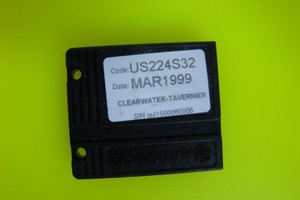 Code: US224S32
Date: MAR1999
CLEARWATER-TAVERNIER